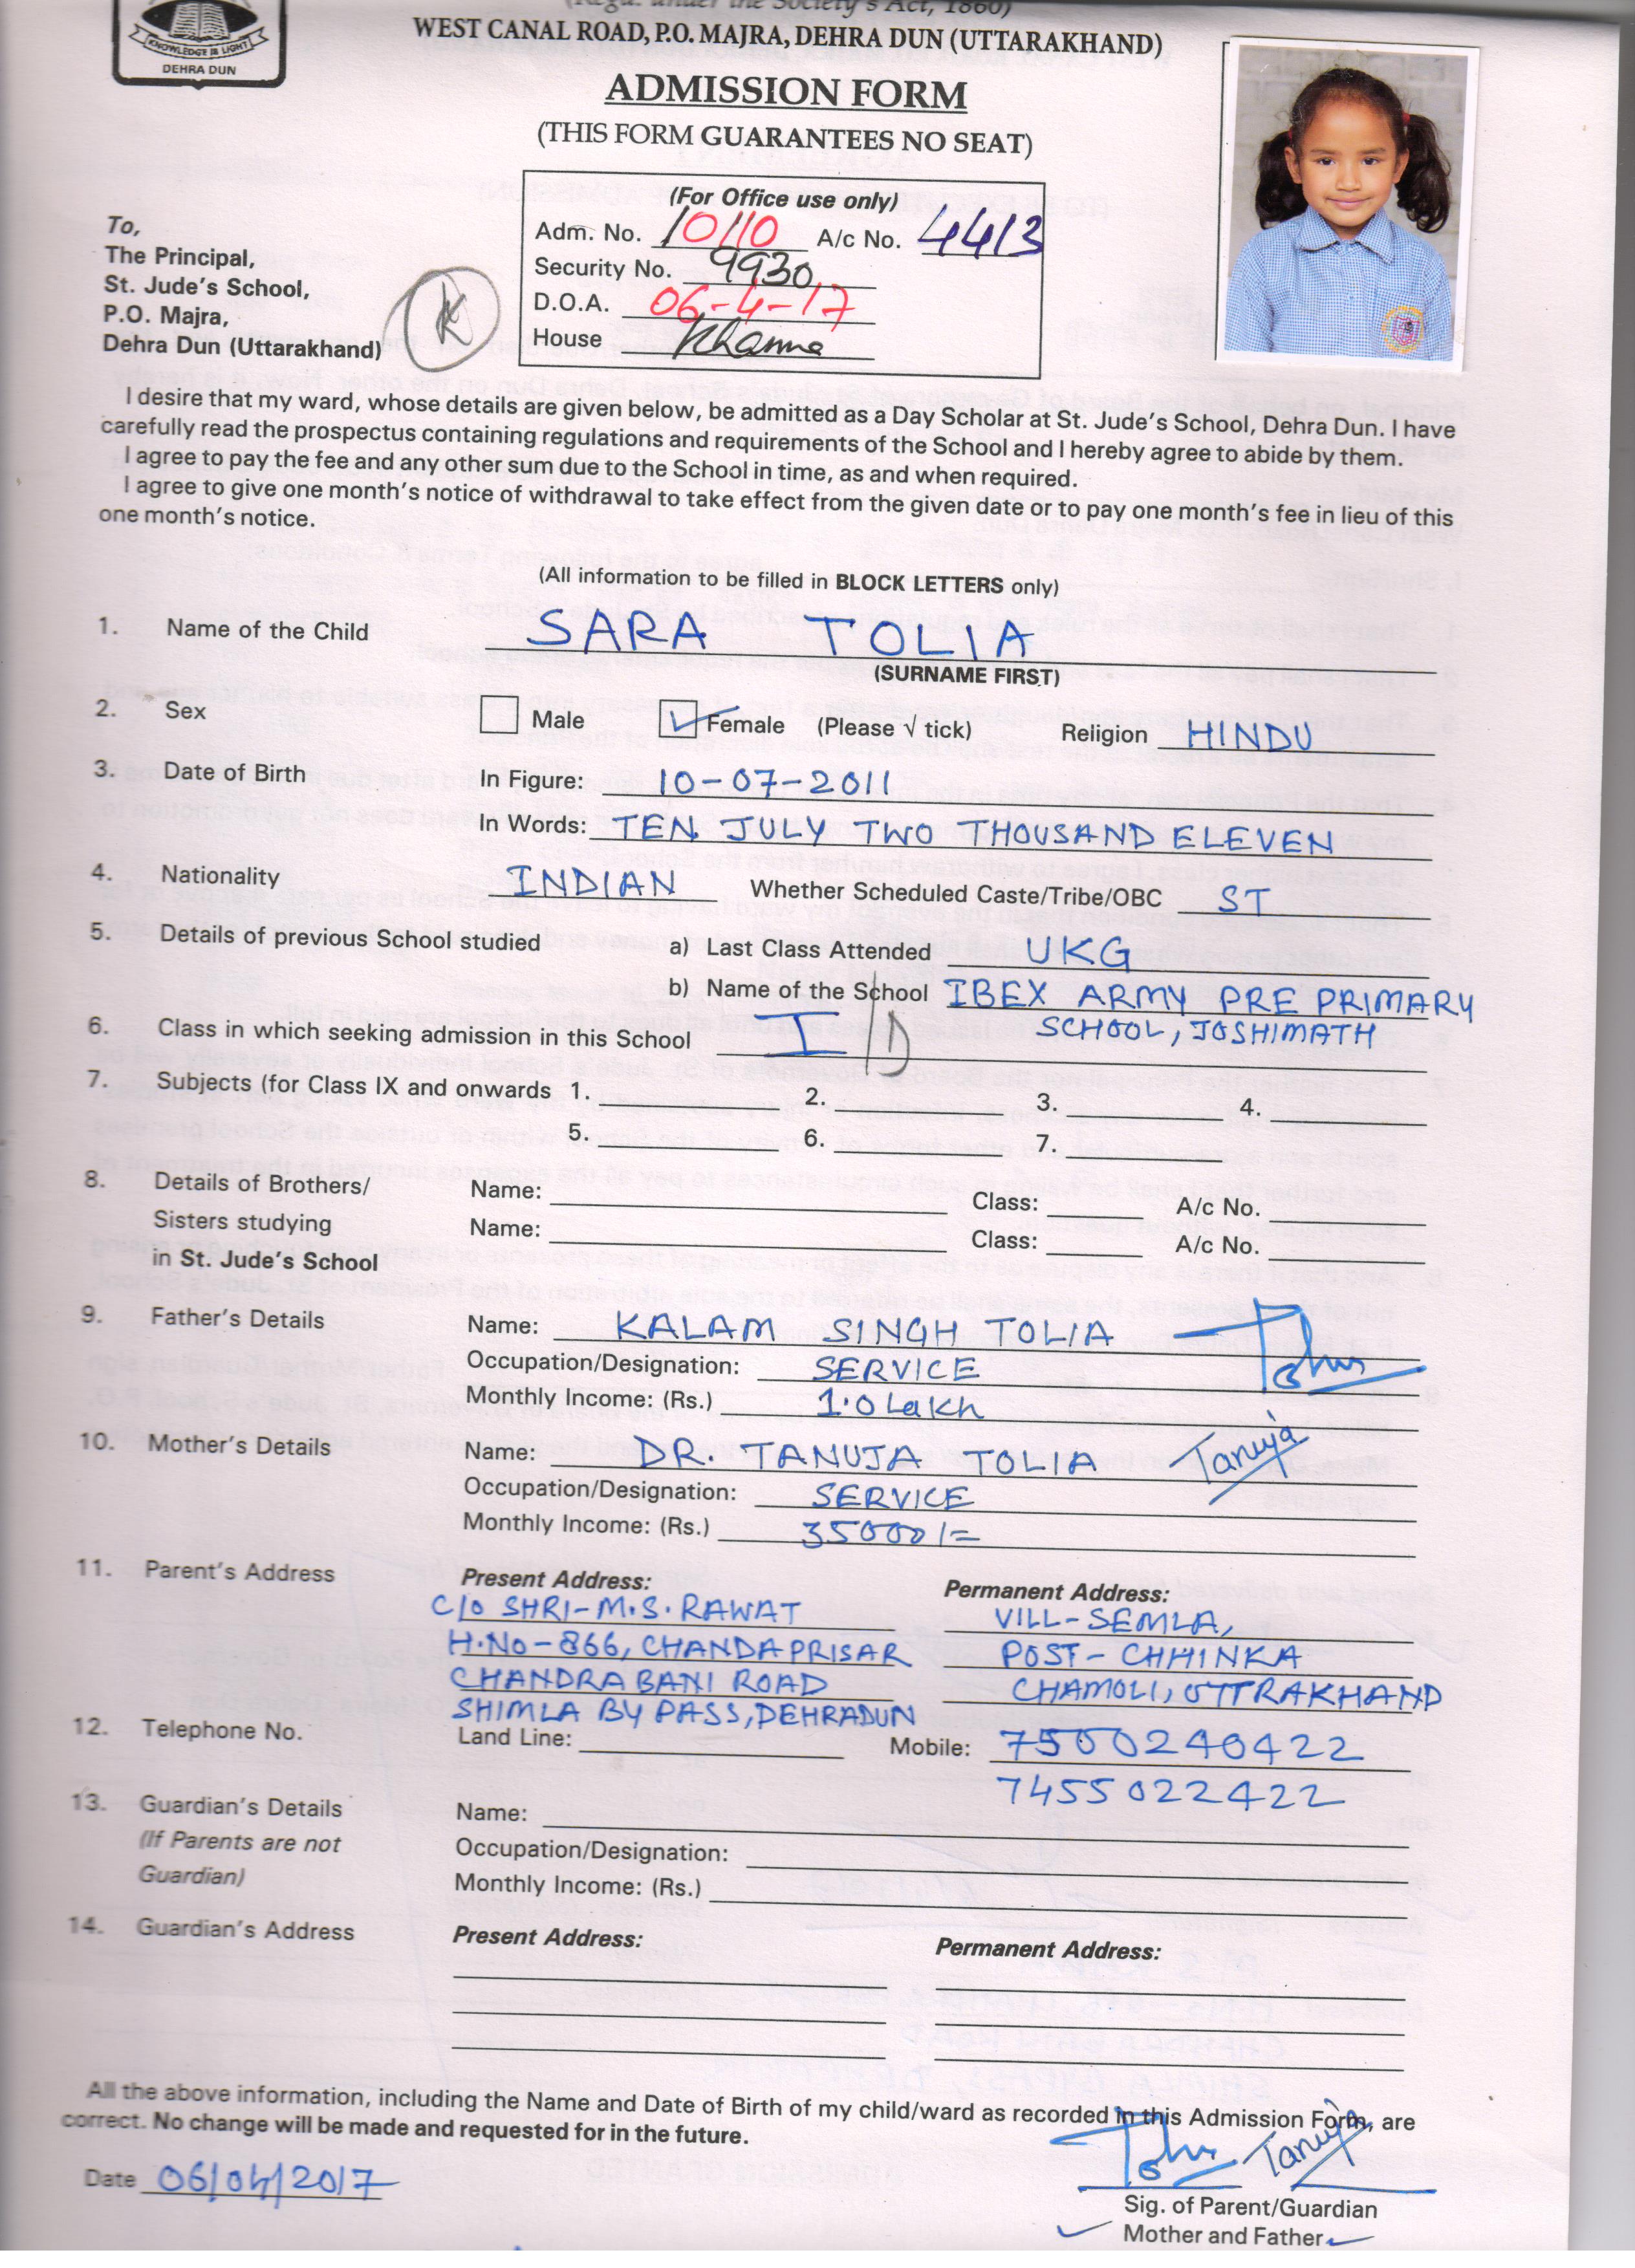 (Regd. under the Society's Act, 1860)
KNOWLEDGE IS LIGHT
DEHRA DUN
WEST CANAL ROAD, P.O. MAJRA, DEHRA DUN (UTTARAKHAND)
ADMISSION FORM
(THIS FORM GUARANTEES NO SEAT)
(For Office use only)
Adm. No. 10110 A/c No. 4413
Security No. 9930
D.O.A. 06-4-17
House Khanna
To,
The Principal,
St. Jude's School,
P.O. Majra,
Dehra Dun (Uttarakhand)
K
I desire that my ward, whose details are given below, be admitted as a Day Scholar at St. Jude's School, Dehra Dun. I have
carefully read the prospectus containing regulations and requirements of the School and I hereby agree to abide by them.
I agree to pay the fee and any other sum due to the School in time, as and when required.
I agree to give one month's notice of withdrawal to take effect from the given date or to pay one month's fee in lieu of this
one month's notice.
(All information to be filled in BLOCK LETTERS only)
1. Name of the Child SARA TOLIA
(SURNAME FIRST)
2. Sex Male Female (Please √ tick) Religion HINDU
3. Date of Birth In Figure: 10-07-2011
In Words: TEN JULY TWO THOUSAND ELEVEN
4. Nationality INDIAN Whether Scheduled Caste/Tribe/OBC ST
5. Details of previous School studied a) Last Class Attended UKG
b) Name of the School IBEX ARMY PRE PRIMARY
SCHOOL, JOSHIMATH
6. Class in which seeking admission in this School I/D
7. Subjects (for Class IX and onwards 1. 2. 3. 4.
5. 6. 7.
8. Details of Brothers/ Name: Class: A/c No.
Sisters studying Name: Class: A/c No.
in St. Jude's School
9. Father's Details Name: KALAM SINGH TOLIA
Occupation/Designation: SERVICE
Monthly Income: (Rs.) 1.0 Lakh
10. Mother's Details Name: DR. TANUJA TOLIA Tanuja
Occupation/Designation: SERVICE
Monthly Income: (Rs.) 35000/=
11. Parent's Address Present Address: Permanent Address:
C/O SHRI-M.S. RAWAT VILL-SEMLA,
H.No-866, CHANDAPRISAR POST- CHHINKA
CHANDRABANI ROAD CHAMOLI, UTTRAKHAND
SHIMLA BY PASS, DEHRADUN
12. Telephone No. Land Line: Mobile: 7500240422
7455022422
13. Guardian's Details Name:
(If Parents are not Occupation/Designation:
Guardian) Monthly Income: (Rs.)
14. Guardian's Address Present Address: Permanent Address:
All the above information, including the Name and Date of Birth of my child/ward as recorded in this Admission Form, are
correct. No change will be made and requested for in the future.
Tanuja
Date 06/04/2017
Sig. of Parent/Guardian
Mother and Father